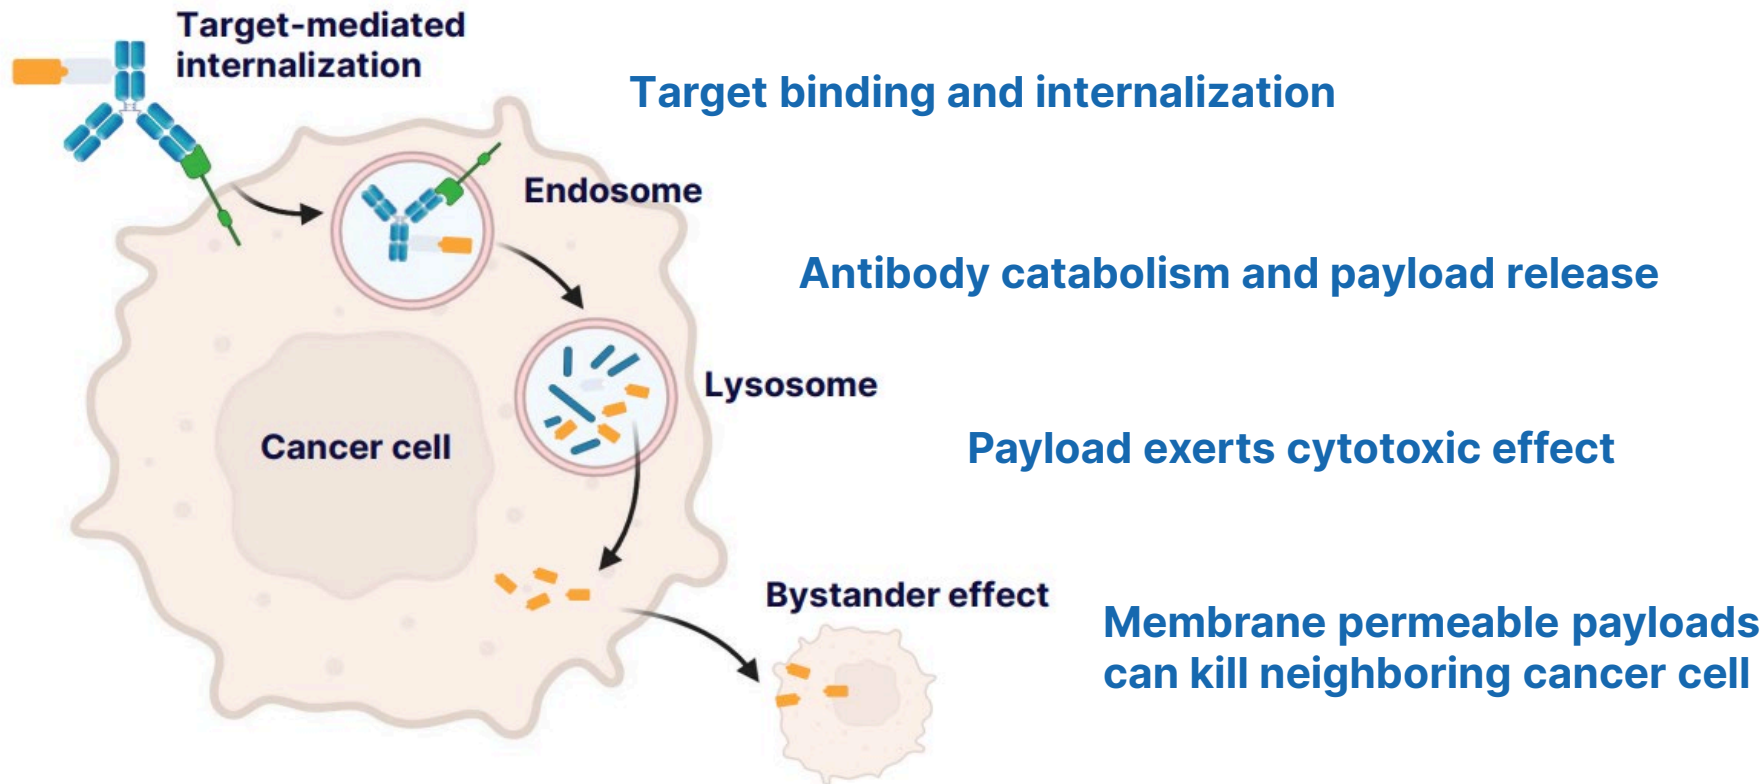 Target-mediated
internalization
Target binding and internalization
Endosome
Antibody catabolism and payload release
Lysosome
Cancer cell
Payload exerts cytotoxic effect
Bystander effect
Membrane permeable payloads
can kill neighboring cancer cell